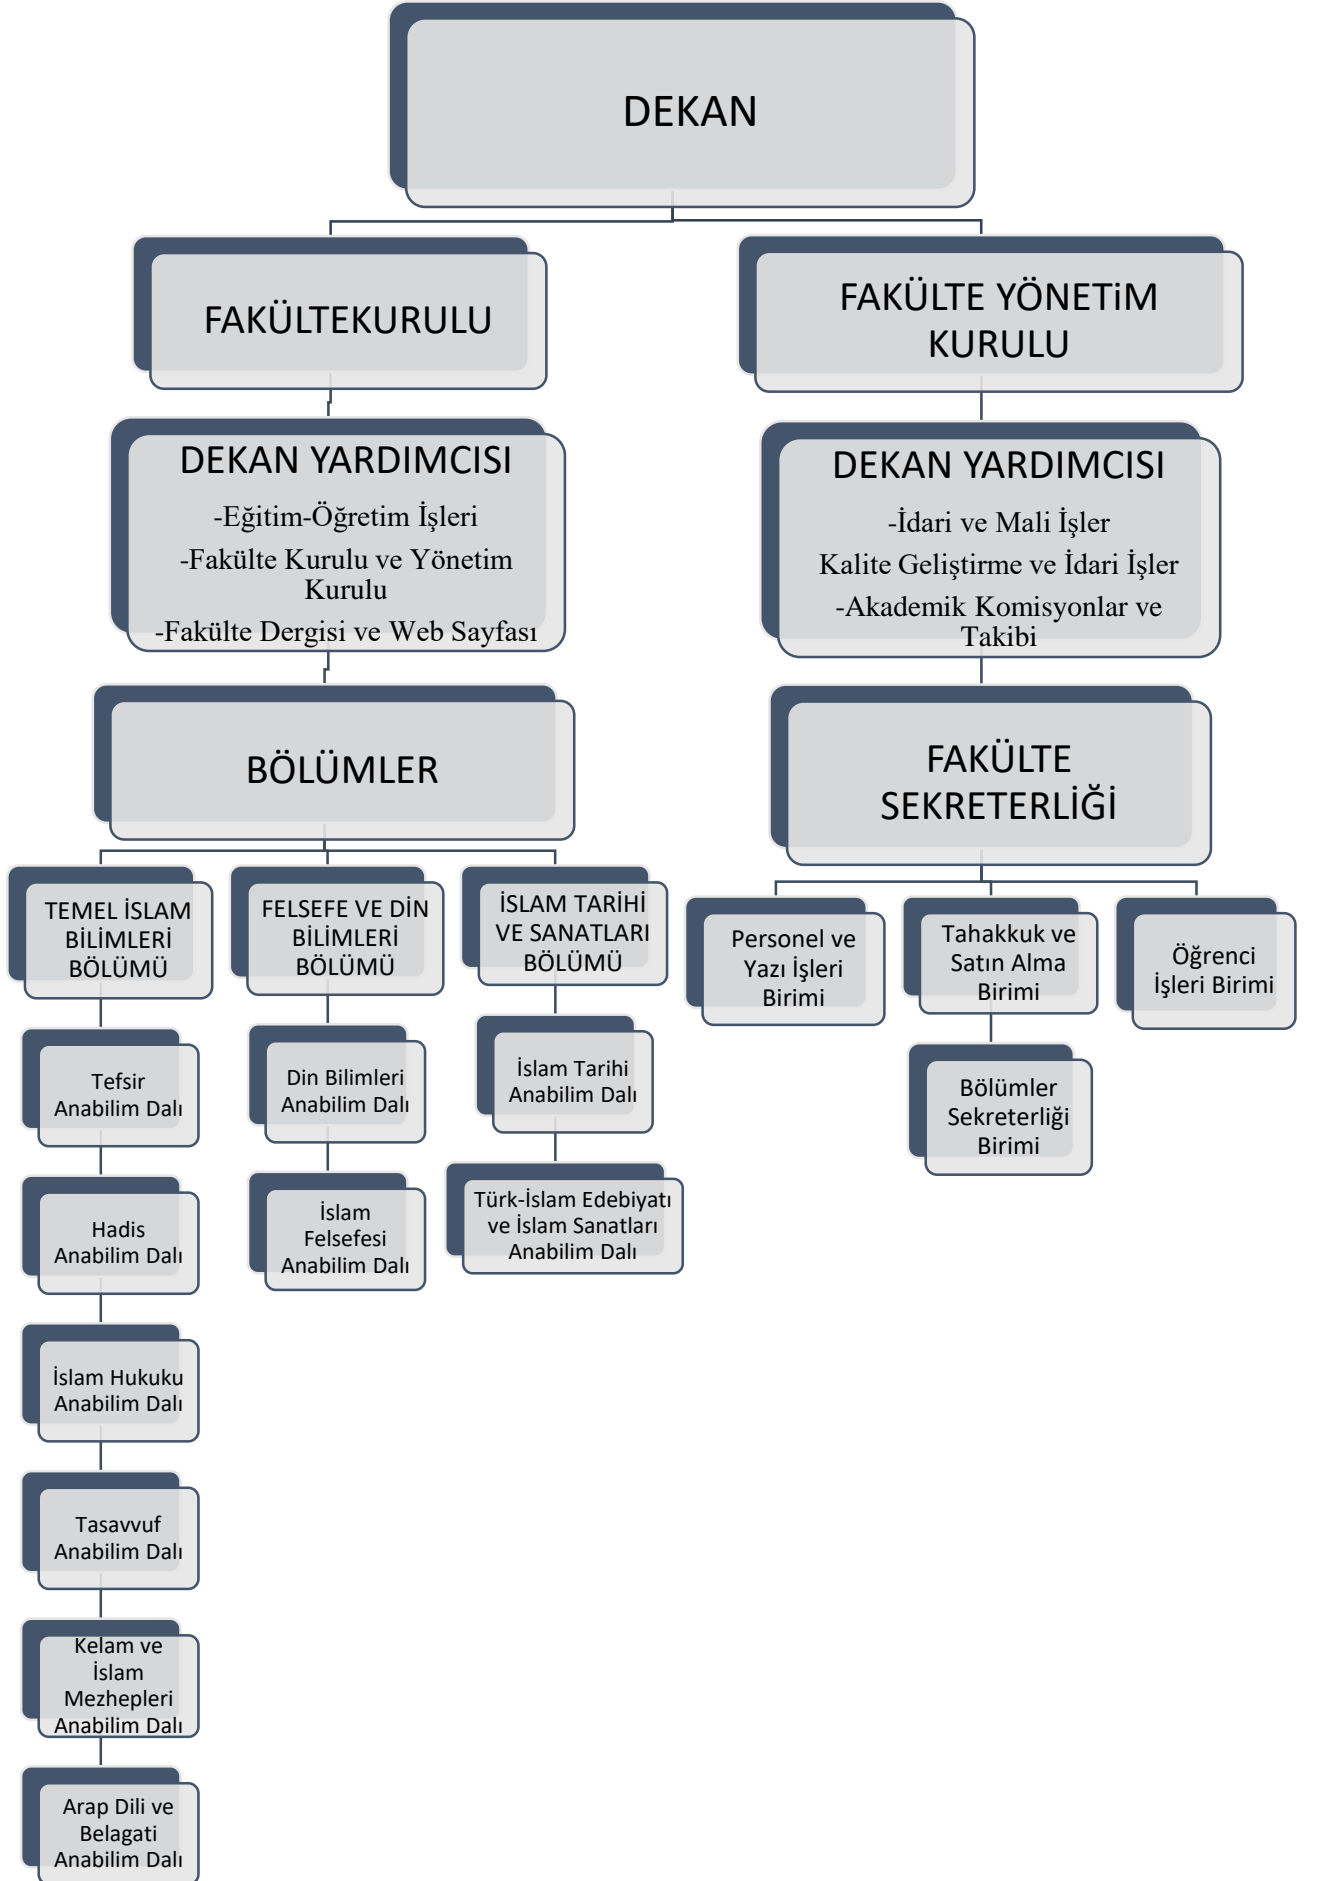 DEKAN
FAKÜLTEKURULU
FAKÜLTE YÖNETiM
KURULU
DEKAN YARDIMCISI
-Eğitim-Öğretim İşleri
-Fakülte Kurulu ve Yönetim
Kurulu
-Fakülte Dergisi ve Web Sayfası
DEKAN YARDIMCISI
-İdari ve Mali İşler
Kalite Geliştirme ve İdari İşler
-Akademik Komisyonlar ve
Takibi
BÖLÜMLER
FAKÜLTE
SEKRETERLİĞİ
TEMEL İSLAM
BİLİMLERİ
BÖLÜMÜ
FELSEFE VE DİN
BİLİMLERİ
BÖLÜMÜ
İSLAM TARİHİ
VE SANATLARI
BÖLÜMÜ
Personel ve
Yazı İşleri
Birimi
Tahakkuk ve
Satın Alma
Birimi
Öğrenci
İşleri Birimi
Tefsir
Anabilim Dalı
Din Bilimleri
Anabilim Dalı
İslam Tarihi
Anabilim Dalı
Bölümler
Sekreterliği
Birimi
Hadis
Anabilim Dalı
İslam
Felsefesi
Anabilim Dalı
Türk-İslam Edebiyatı
ve İslam Sanatları
Anabilim Dalı
İslam Hukuku
Anabilim Dalı
Tasavvuf
Anabilim Dalı
Kelam ve
İslam
Mezhepleri
Anabilim Dalı
Arap Dili ve
Belagati
Anabilim Dalı